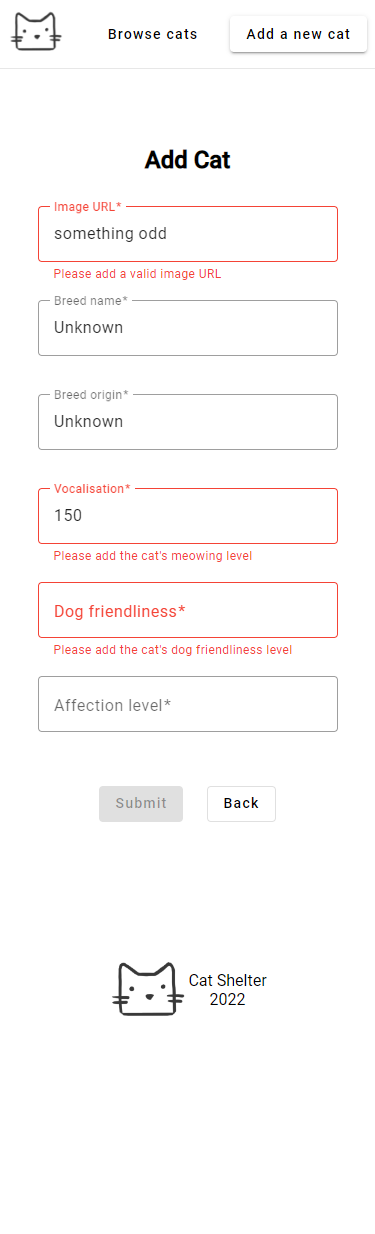 Browse cats
Add a new cat
Add Cat
Image URL*
something odd
Please add a valid image URL
Breed name*
Unknown
Breed origin*
Unknown
Vocalisation*
150
Please add the cat's meowing level
Dog friendliness*
Please add the cat's dog friendliness level
Affection level*
Submit
Back
Cat Shelter
2022